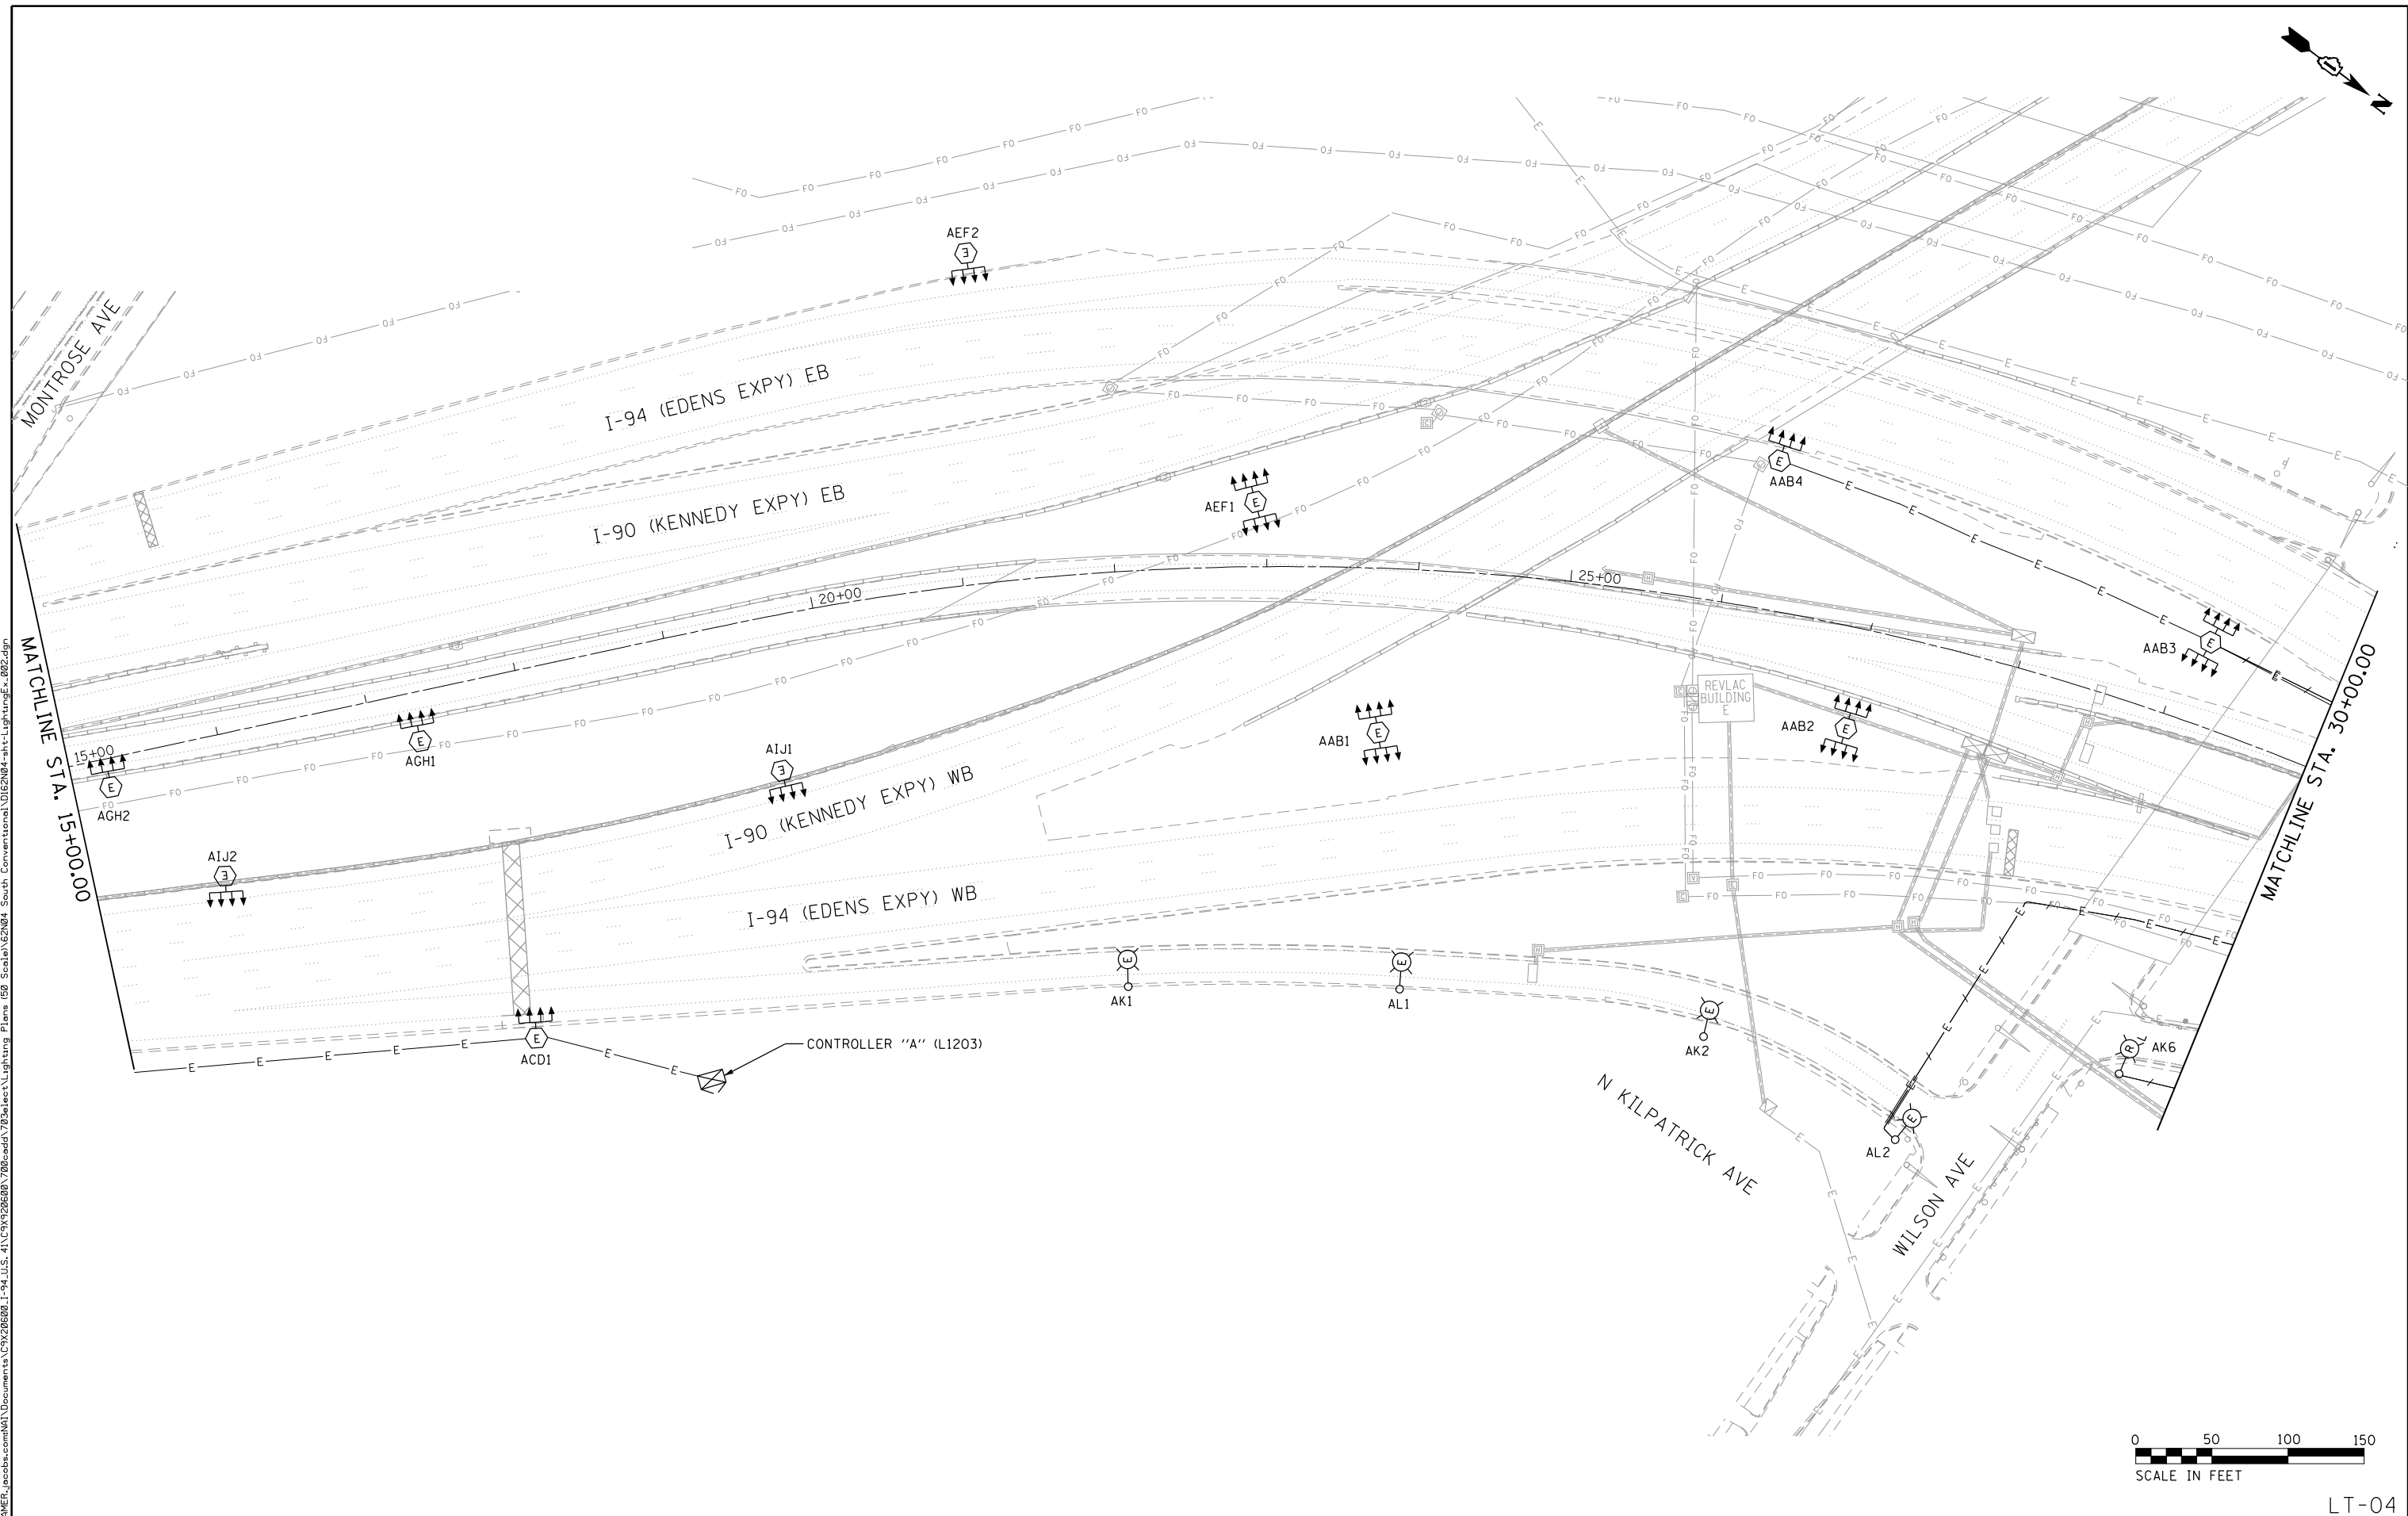 N
AEF2
E
MONTROSE AVE
I-94 (EDENS EXPY) EB
I-90 (KENNEDY EXPY) EB
AEF1
E
AAB4
E
20+00
25+00
AAB3
E
MATCHLINE STA. 15+00.00
15+00
AGH2
E
AGH1
E
AIJ1
E
AIJ2
E
AAB1
E
AAB2
E
REVLAC
BUILDING
E
MATCHLINE STA. 30+00.00
I-90 (KENNEDY EXPY) WB
I-94 (EDENS EXPY) WB
ACD1
E
CONTROLLER "A" (L1203)
AK1
E
AL1
E
AK2
E
AK6
R
AL2
E
N KILPATRICK AVE
WILSON AVE
FO
E
0 50 100 150
SCALE IN FEET
LT-04